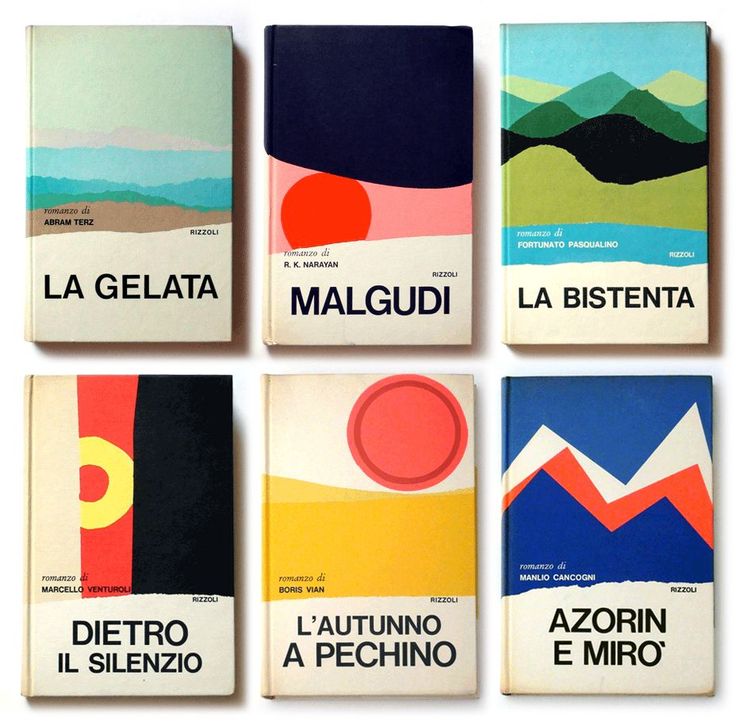 romanzo di
ABRAM TERZ
RIZZOLI
LA GELATA
romanzo di
R. K. NARAYAN
RIZZOLI
MALGUDI
romanzo di
FORTUNATO PASQUALINO
RIZZOLI
LA BISTENTA
romanzo di
MARCELLO VENTUROLI
RIZZOLI
DIETRO
IL SILENZIO
romanzo di
BORIS VIAN
RIZZOLI
L'AUTUNNO
A PECHINO
romanzo di
MANLIO CANCOGNI
RIZZOLI
AZORIN
E MIRO'